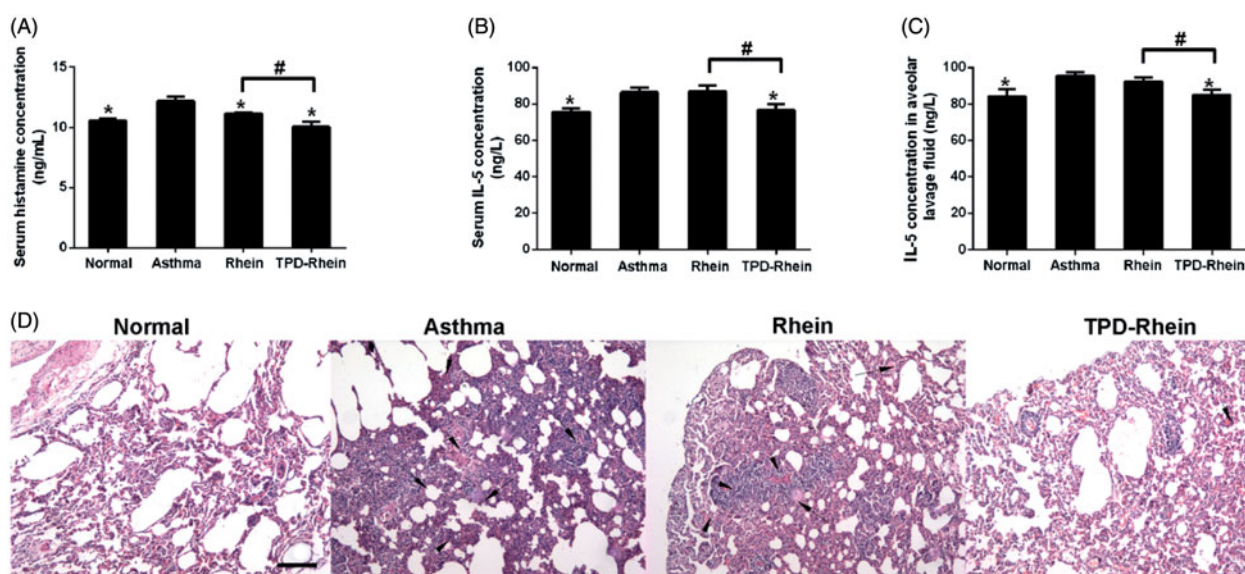 (A)
Serum histamine concentration
(ng/mL)
15
10
5
0
*
*
*
#
Normal
Asthma
Rhein
TPD-Rhein
(B)
Serum IL-5 concentration
(ng/L)
100
80
60
40
20
0
*
*
#
Normal
Asthma
Rhein
TPD-Rhein
(C)
IL-5 concentration in aveolar
lavage fluid (ng/L)
100
80
60
40
20
0
*
*
#
Normal
Asthma
Rhein
TPD-Rhein
(D)
Normal
Asthma
Rhein
TPD-Rhein